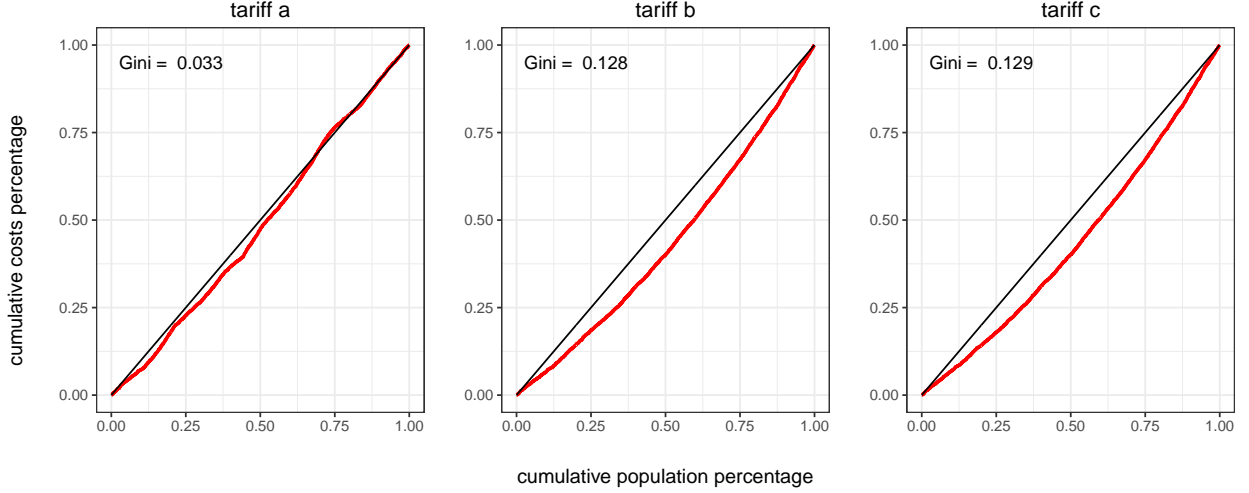 tariff a
tariff b
tariff c
Gini = 0.033
Gini = 0.128
Gini = 0.129
cumulative costs percentage
1.00
0.75
0.50
0.25
0.00
1.00
0.75
0.50
0.25
0.00
1.00
0.75
0.50
0.25
0.00
0.00 0.25 0.50 0.75 1.00
0.00 0.25 0.50 0.75 1.00
0.00 0.25 0.50 0.75 1.00
cumulative population percentage